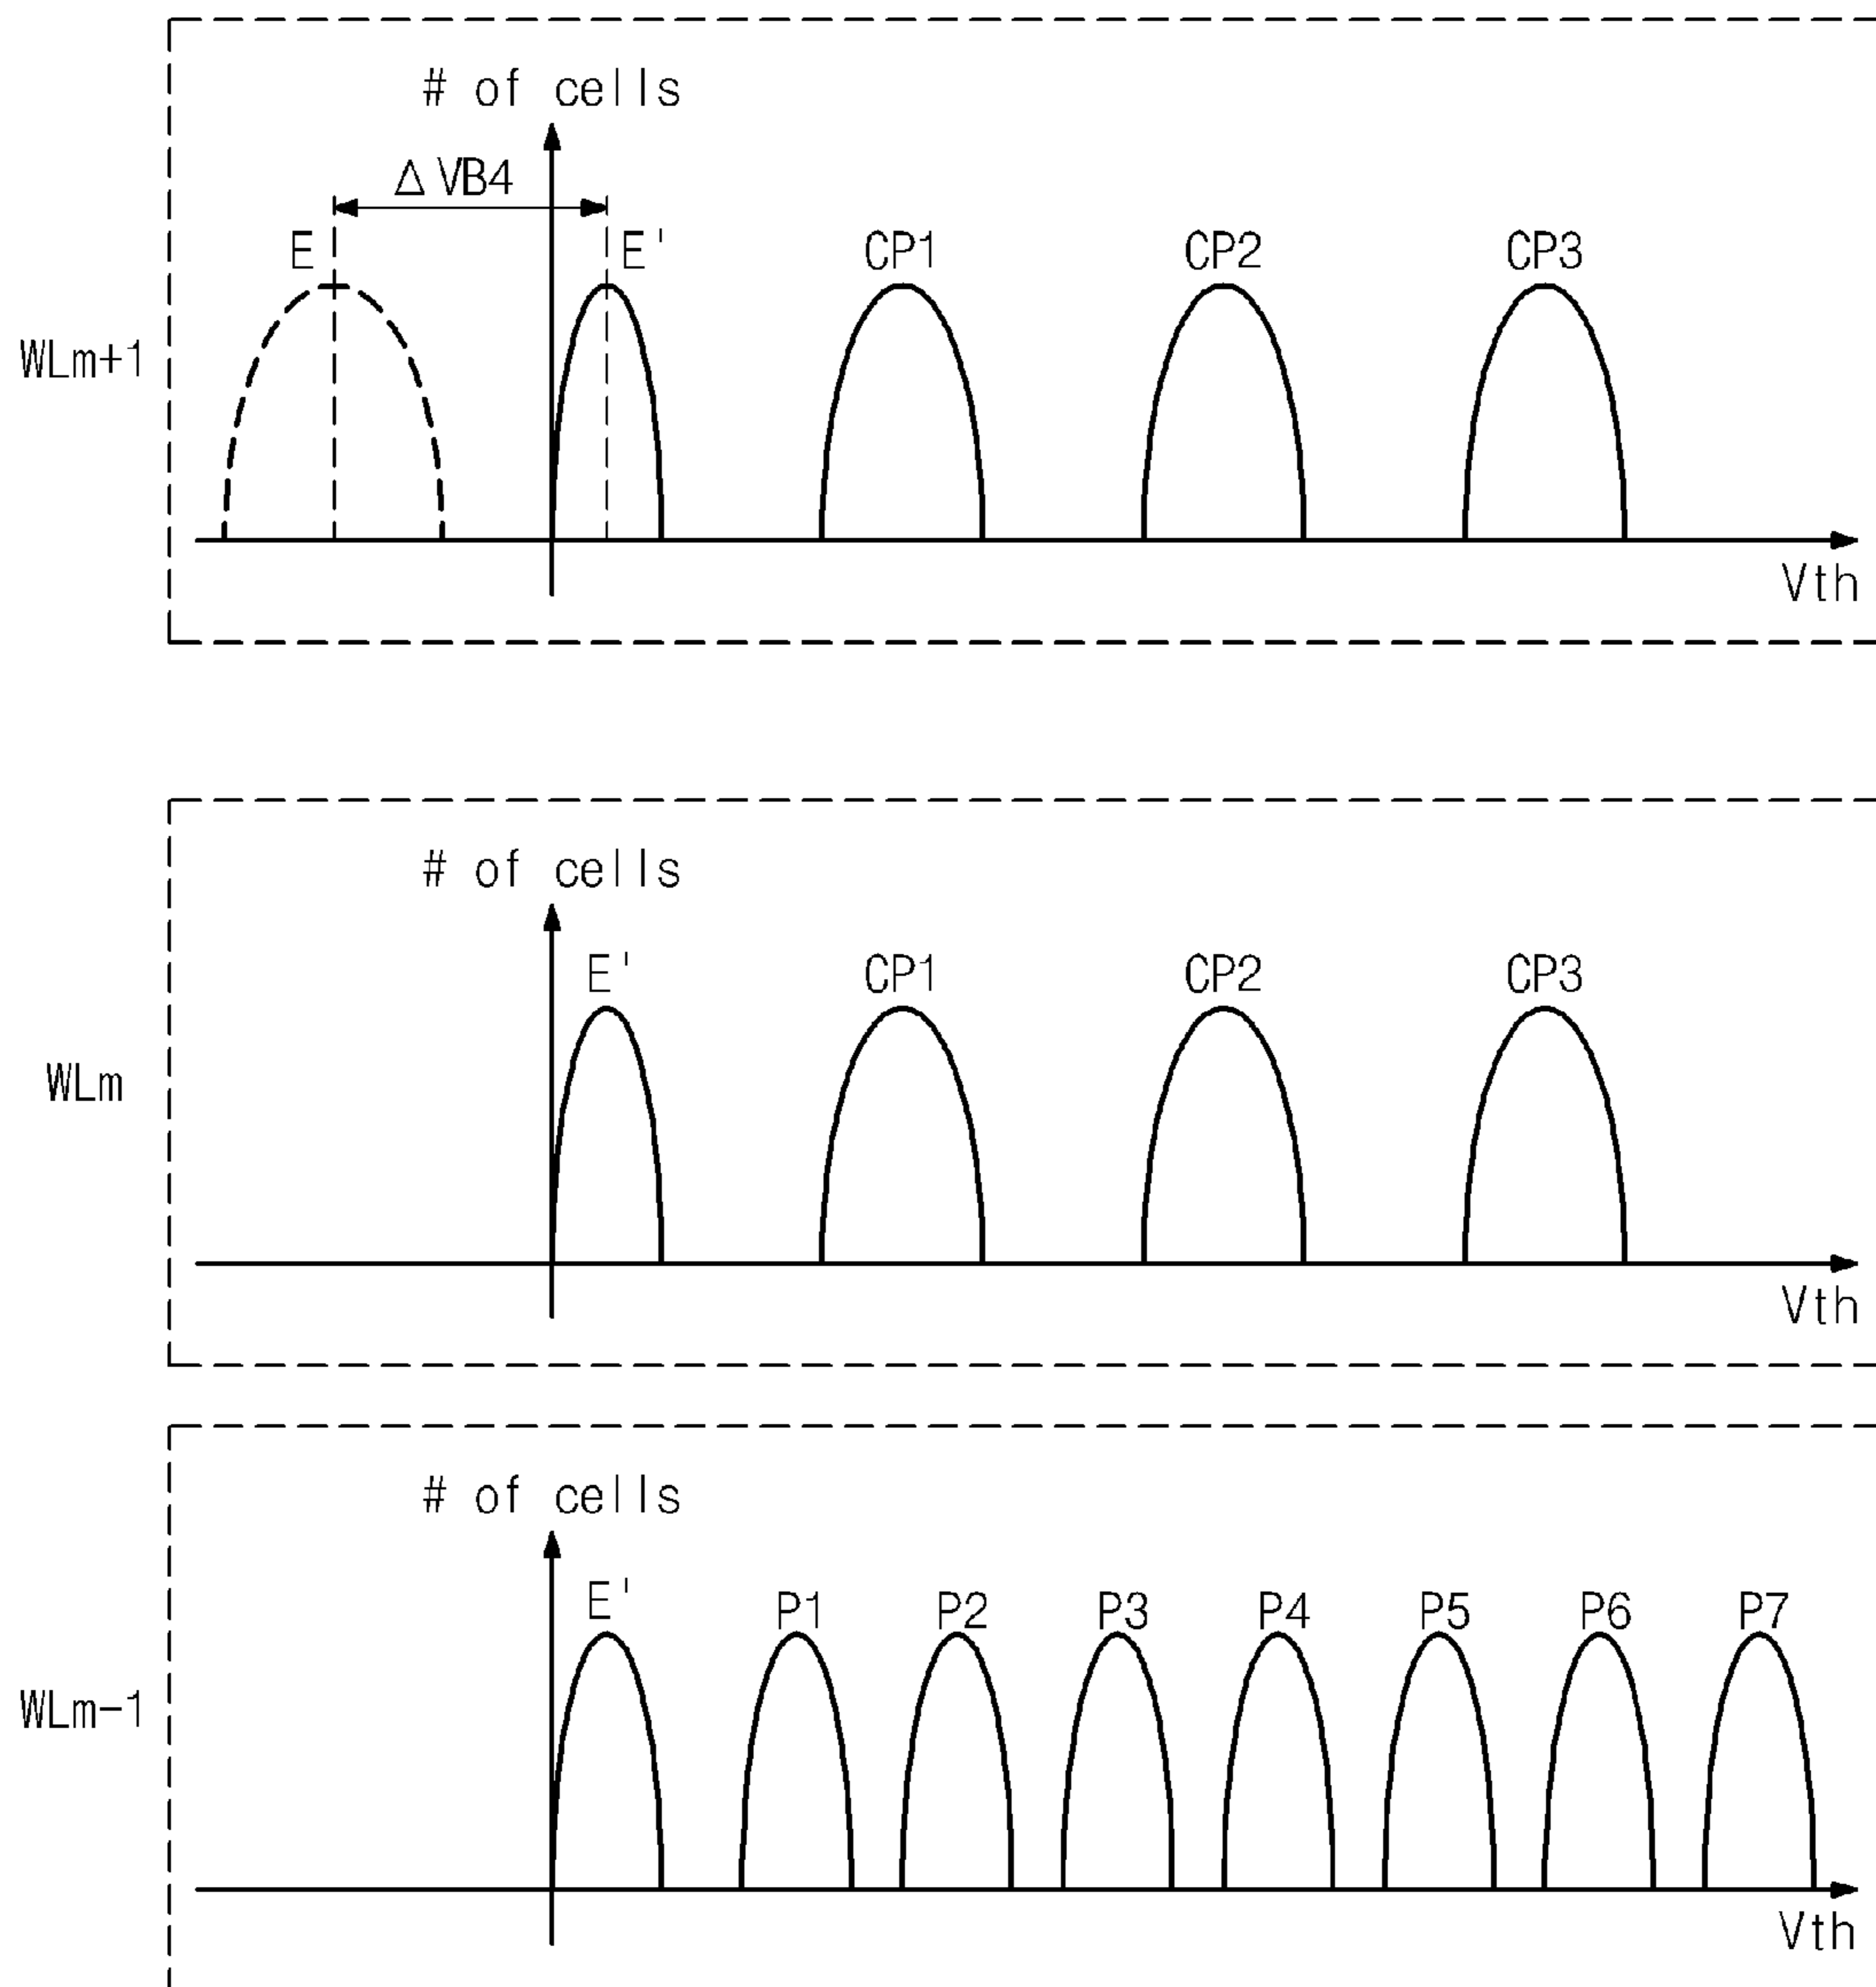 # of cells
ΔVB4
E E' CP1 CP2 CP3
WLm+1
Vth
# of cells
E' CP1 CP2 CP3
WLm
Vth
# of cells
E' P1 P2 P3 P4 P5 P6 P7
WLm-1
Vth